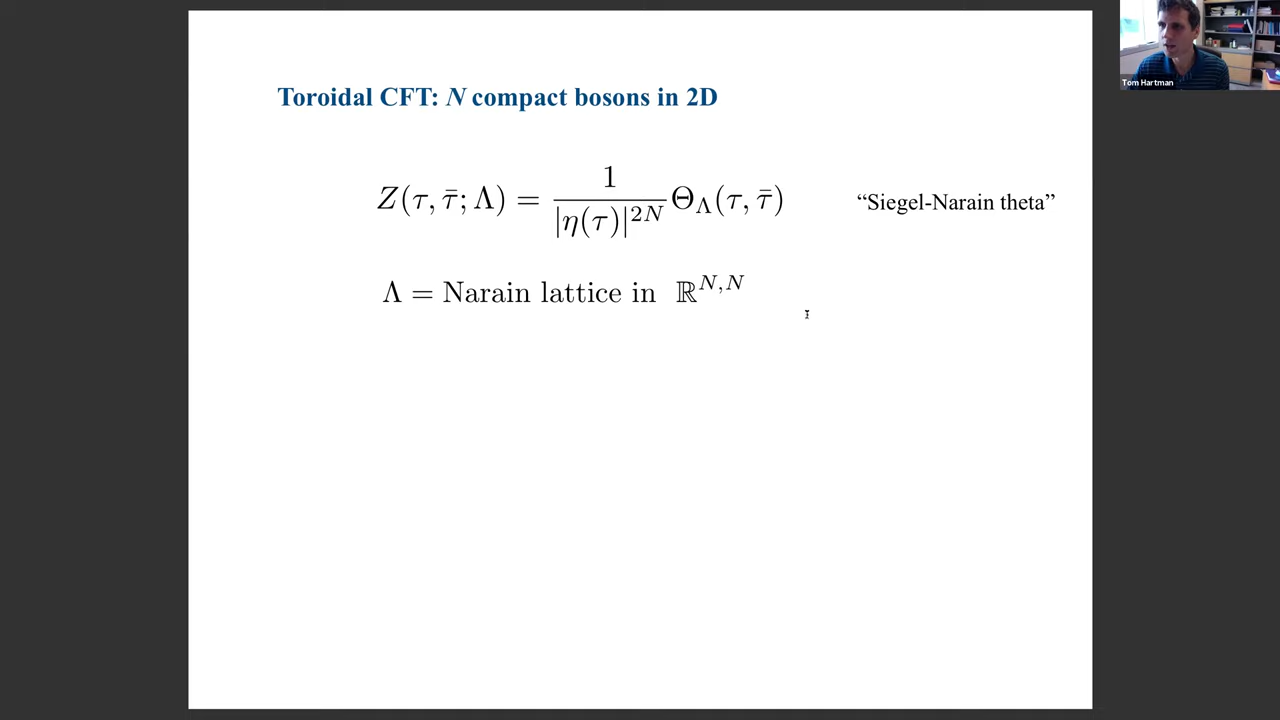 Toroidal CFT: N compact bosons in 2D
Z(τ, τ̄; Λ) = 1 / |η(τ)|^{2N} Θ_Λ(τ, τ̄) “Siegel-Narain theta”
Λ = Narain lattice in ℝ^{N,N}
Tom Hartman